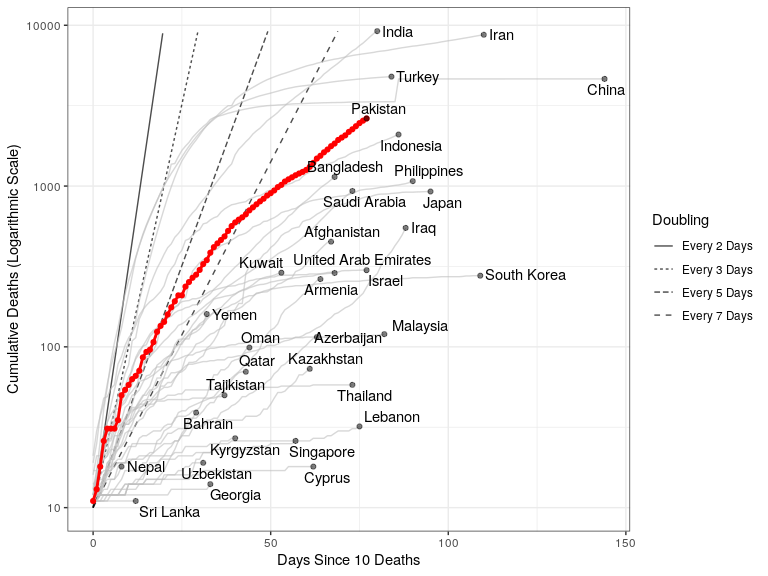 Cumulative Deaths (Logarithmic Scale)
10000
1000
100
10
India
Iran
Turkey
China
Pakistan
Indonesia
Bangladesh
Philippines
Saudi Arabia
Japan
Iraq
Afghanistan
Kuwait
United Arab Emirates
South Korea
Israel
Armenia
Yemen
Malaysia
Oman
Azerbaijan
Qatar
Kazakhstan
Tajikistan
Thailand
Lebanon
Bahrain
Kyrgyzstan
Singapore
Nepal
Uzbekistan
Cyprus
Georgia
Sri Lanka
0
50
100
150
Days Since 10 Deaths
Doubling
Every 2 Days
Every 3 Days
Every 5 Days
Every 7 Days